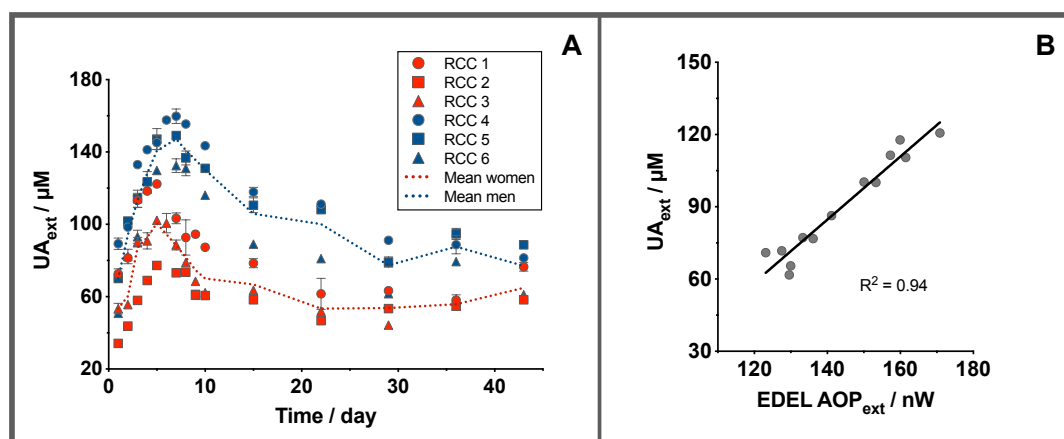 A
RCC 1
RCC 2
RCC 3
RCC 4
RCC 5
RCC 6
Mean women
Mean men
180
140
100
60
20
UAext / µM
0 10 20 30 40
Time / day
B
150
120
90
60
30
UAext / µM
R² = 0.94
120 140 160 180
EDEL AOPext / nW